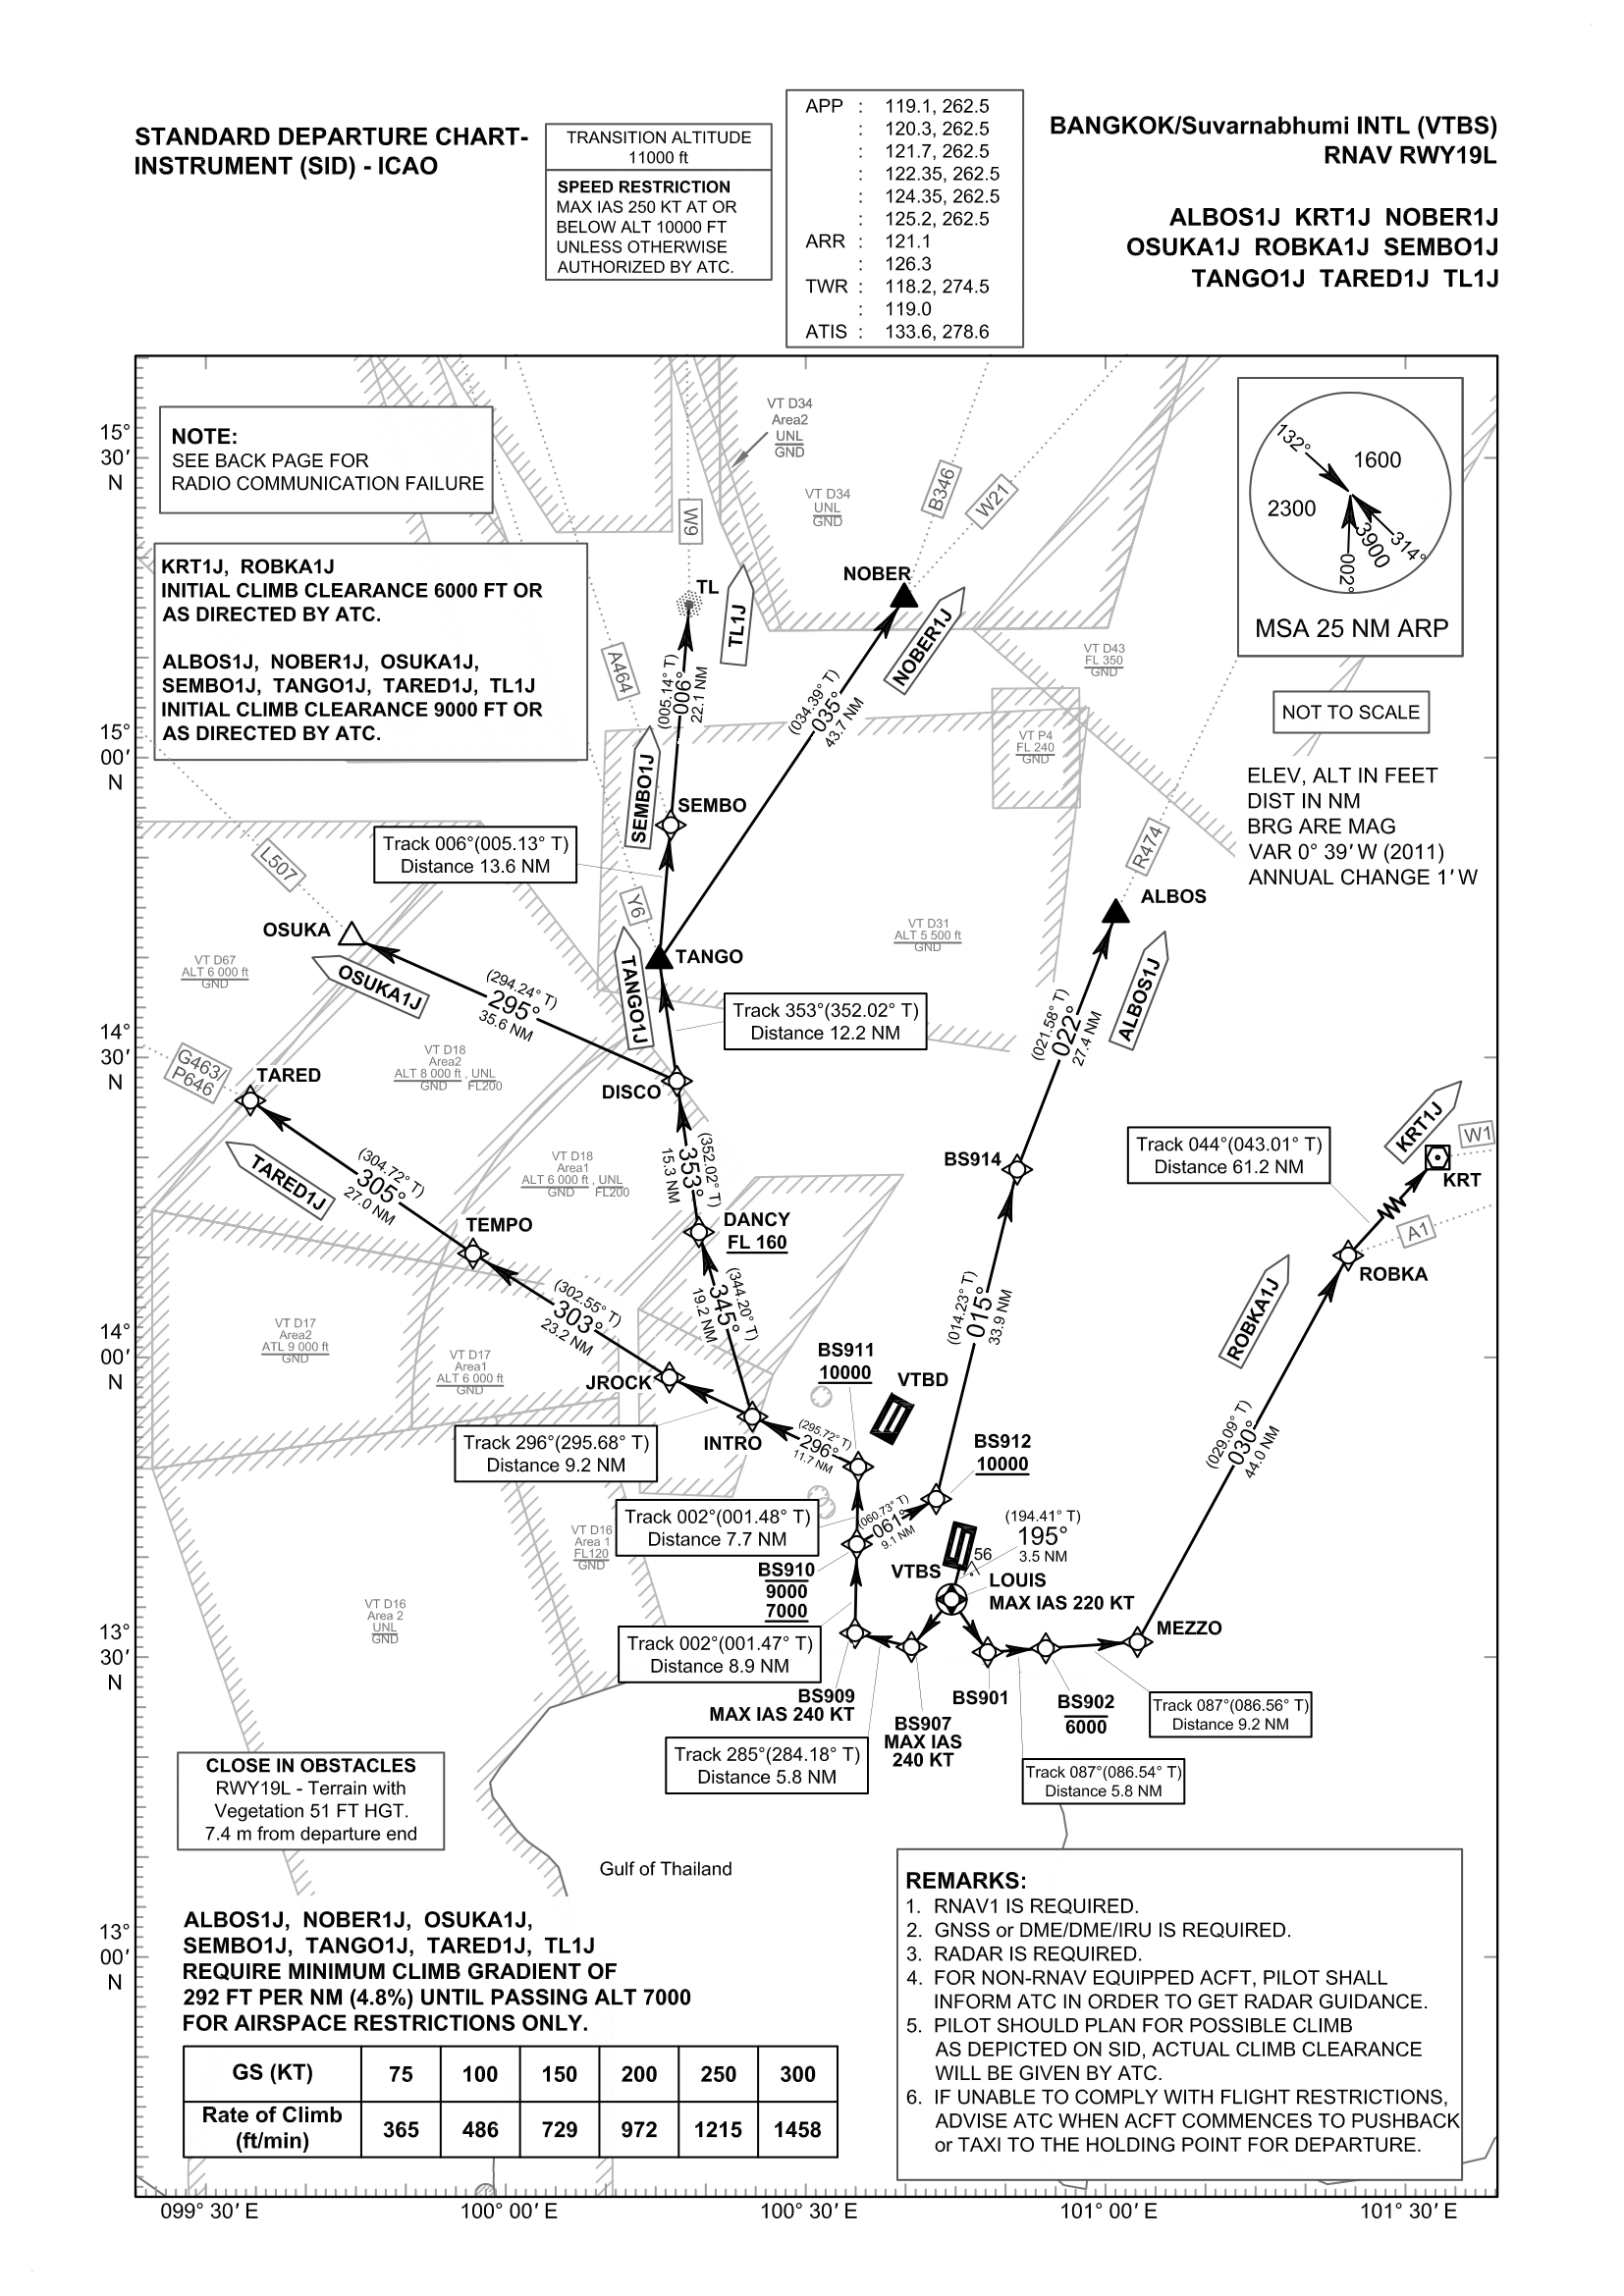 STANDARD DEPARTURE CHART-
INSTRUMENT (SID) - ICAO
TRANSITION ALTITUDE
11000 ft
SPEED RESTRICTION
MAX IAS 250 KT AT OR
BELOW ALT 10000 FT
UNLESS OTHERWISE
AUTHORIZED BY ATC.
APP : 119.1, 262.5
: 120.3, 262.5
: 121.7, 262.5
: 122.35, 262.5
: 124.35, 262.5
: 125.2, 262.5
ARR : 121.1
: 126.3
TWR : 118.2, 274.5
: 119.0
ATIS : 133.6, 278.6
BANGKOK/Suvarnabhumi INTL (VTBS)
RNAV RWY19L
ALBOS1J KRT1J NOBER1J
OSUKA1J ROBKA1J SEMBO1J
TANGO1J TARED1J TL1J
15°
30′
N
NOTE:
SEE BACK PAGE FOR
RADIO COMMUNICATION FAILURE
KRT1J, ROBKA1J
INITIAL CLIMB CLEARANCE 6000 FT OR
AS DIRECTED BY ATC.
ALBOS1J, NOBER1J, OSUKA1J,
SEMBO1J, TANGO1J, TARED1J, TL1J
INITIAL CLIMB CLEARANCE 9000 FT OR
AS DIRECTED BY ATC.
VT D34
Area2
UNL
GND
VT D34
UNL
GND
W9
B346
W21
132°
1600
2300
3900
314°
002°
MSA 25 NM ARP
NOT TO SCALE
ELEV, ALT IN FEET
DIST IN NM
BRG ARE MAG
VAR 0° 39′ W (2011)
ANNUAL CHANGE 1′ W
TL
TL1J
NOBER
NOBER1J
A464
(005.14° T)
006°
22.1 NM
(034.39° T)
035°
43.7 NM
VT D43
FL 350
GND
VT P4
FL 240
GND
15°
00′
N
SEMBO1J
SEMBO
Track 006°(005.13° T)
Distance 13.6 NM
L507
Y6
R474
ALBOS
ALBOS1J
VT D31
ALT 5 500 ft
GND
OSUKA
OSUKA1J
VT D67
ALT 6 000 ft
GND
TANGO
TANGO1J
(294.24° T)
295°
35.6 NM
Track 353°(352.02° T)
Distance 12.2 NM
(021.58° T)
022°
27.4 NM
14°
30′
N
G463/
P646
TARED
TARED1J
VT D18
Area2
ALT 8 000 ft , UNL
GND FL200
DISCO
(304.72° T)
305°
27.0 NM
VT D18
Area1
ALT 6 000 ft , UNL
GND FL200
(352.02° T)
353°
15.3 NM
BS914
Track 044°(043.01° T)
Distance 61.2 NM
KRT1J
W1
KRT
A1
ROBKA
ROBKA1J
TEMPO
DANCY
FL 160
(302.55° T)
303°
23.2 NM
(344.20° T)
345°
19.2 NM
(014.23° T)
015°
33.9 NM
(029.09° T)
030°
44.0 NM
14°
00′
N
VT D17
Area2
ATL 9 000 ft
GND
VT D17
Area1
ALT 6 000 ft
GND
JROCK
INTRO
BS911
10000
VTBD
Track 296°(295.68° T)
Distance 9.2 NM
(295.72° T)
296°
11.7 NM
BS912
10000
Track 002°(001.48° T)
Distance 7.7 NM
(060.73° T)
061°
9.1 NM
(194.41° T)
195°
3.5 NM
56
VT D16
Area 1
FL120
GND
BS910
9000
7000
VTBS
LOUIS
MAX IAS 220 KT
VT D16
Area 2
UNL
GND
13°
30′
N
Track 002°(001.47° T)
Distance 8.9 NM
MEZZO
BS909
MAX IAS 240 KT
BS907
MAX IAS
240 KT
BS901
BS902
6000
Track 087°(086.56° T)
Distance 9.2 NM
Track 285°(284.18° T)
Distance 5.8 NM
Track 087°(086.54° T)
Distance 5.8 NM
CLOSE IN OBSTACLES
RWY19L - Terrain with
Vegetation 51 FT HGT.
7.4 m from departure end
Gulf of Thailand
13°
00′
N
ALBOS1J, NOBER1J, OSUKA1J,
SEMBO1J, TANGO1J, TARED1J, TL1J
REQUIRE MINIMUM CLIMB GRADIENT OF
292 FT PER NM (4.8%) UNTIL PASSING ALT 7000
FOR AIRSPACE RESTRICTIONS ONLY.
GS (KT) 75 100 150 200 250 300
Rate of Climb
(ft/min) 365 486 729 972 1215 1458
REMARKS:
1. RNAV1 IS REQUIRED.
2. GNSS or DME/DME/IRU IS REQUIRED.
3. RADAR IS REQUIRED.
4. FOR NON-RNAV EQUIPPED ACFT, PILOT SHALL
INFORM ATC IN ORDER TO GET RADAR GUIDANCE.
5. PILOT SHOULD PLAN FOR POSSIBLE CLIMB
AS DEPICTED ON SID, ACTUAL CLIMB CLEARANCE
WILL BE GIVEN BY ATC.
6. IF UNABLE TO COMPLY WITH FLIGHT RESTRICTIONS,
ADVISE ATC WHEN ACFT COMMENCES TO PUSHBACK
or TAXI TO THE HOLDING POINT FOR DEPARTURE.
099° 30′ E
100° 00′ E
100° 30′ E
101° 00′ E
101° 30′ E